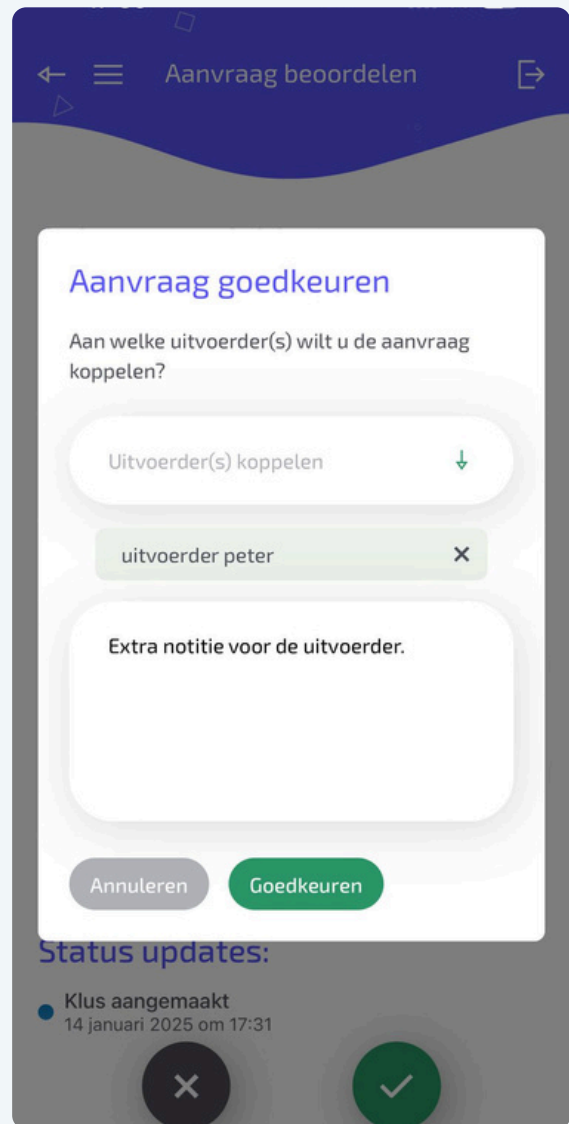 Aanvraag beoordelen
Aanvraag goedkeuren
Aan welke uitvoerder(s) wilt u de aanvraag
koppelen?
Uitvoerder(s) koppelen
uitvoerder peter
Extra notitie voor de uitvoerder.
Annuleren
Goedkeuren
Status updates:
Klus aangemaakt
14 januari 2025 om 17:31